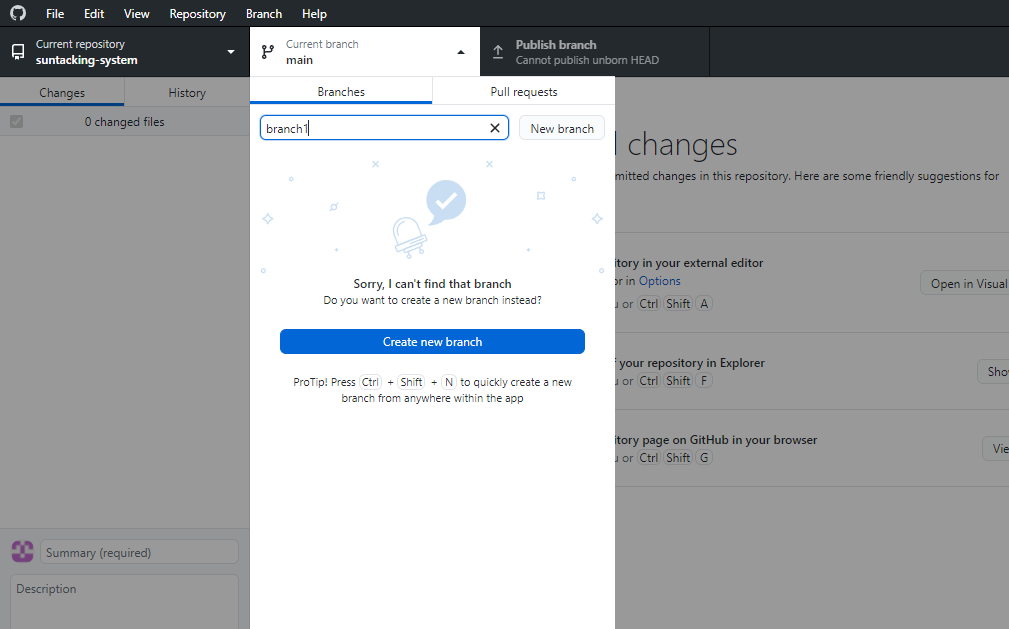 File Edit View Repository Branch Help
Current repository
suntacking-system
Current branch
main
Publish branch
Cannot publish unborn HEAD
Changes History
0 changed files
Branches Pull requests
branch1
New branch
Sorry, I can't find that branch
Do you want to create a new branch instead?
Create new branch
ProTip! Press Ctrl + Shift + N to quickly create a new
branch from anywhere within the app
changes
mitted changes in this repository. Here are some friendly suggestions for
itory in your external editor
or in Options
or Ctrl Shift A
Open in Visual
f your repository in Explorer
or Ctrl Shift F
Show
itory page on GitHub in your browser
or Ctrl Shift G
Vie
Summary (required)
Description